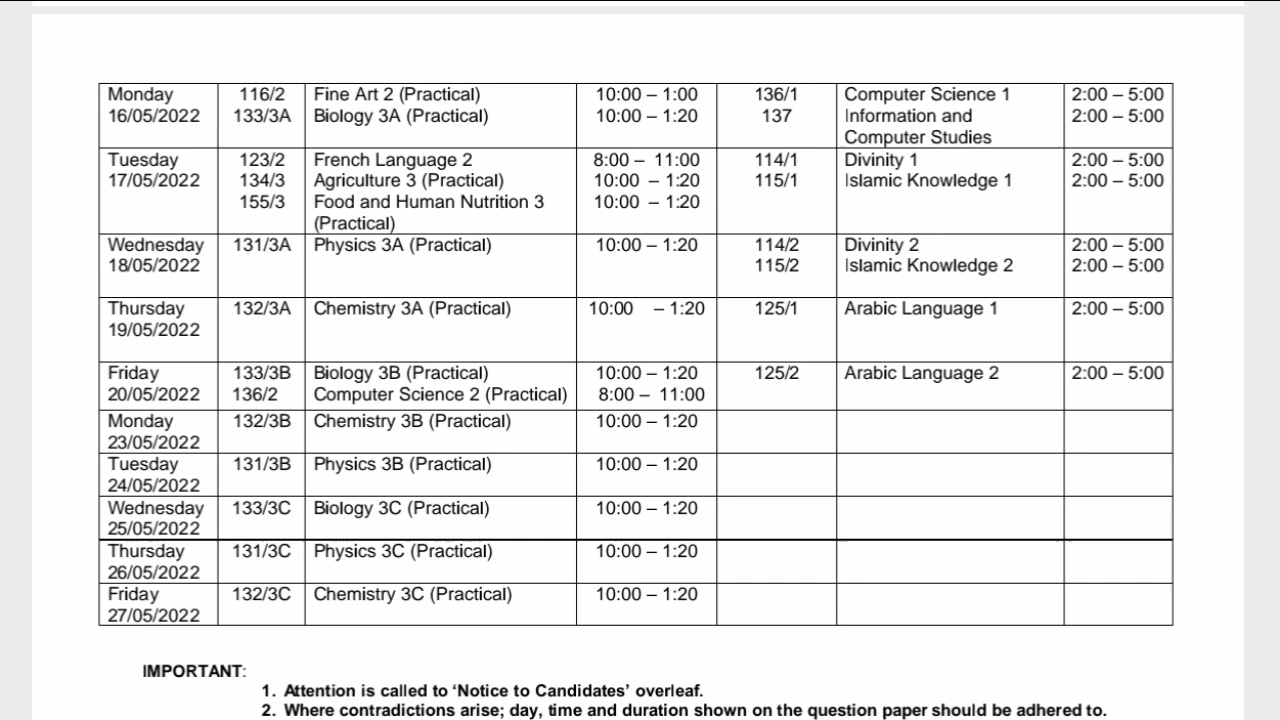 Monday 116/2 Fine Art 2 (Practical) 10:00 – 1:00 136/1 Computer Science 1 2:00 – 5:00
16/05/2022 133/3A Biology 3A (Practical) 10:00 – 1:20 137 Information and 2:00 – 5:00
Computer Studies
Tuesday 123/2 French Language 2 8:00 – 11:00 114/1 Divinity 1 2:00 – 5:00
17/05/2022 134/3 Agriculture 3 (Practical) 10:00 – 1:20 115/1 Islamic Knowledge 1 2:00 – 5:00
155/3 Food and Human Nutrition 3 10:00 – 1:20
(Practical)
Wednesday 131/3A Physics 3A (Practical) 10:00 – 1:20 114/2 Divinity 2 2:00 – 5:00
18/05/2022 115/2 Islamic Knowledge 2 2:00 – 5:00
Thursday 132/3A Chemistry 3A (Practical) 10:00 – 1:20 125/1 Arabic Language 1 2:00 – 5:00
19/05/2022
Friday 133/3B Biology 3B (Practical) 10:00 – 1:20 125/2 Arabic Language 2 2:00 – 5:00
20/05/2022 136/2 Computer Science 2 (Practical) 8:00 – 11:00
Monday 132/3B Chemistry 3B (Practical) 10:00 – 1:20
23/05/2022
Tuesday 131/3B Physics 3B (Practical) 10:00 – 1:20
24/05/2022
Wednesday 133/3C Biology 3C (Practical) 10:00 – 1:20
25/05/2022
Thursday 131/3C Physics 3C (Practical) 10:00 – 1:20
26/05/2022
Friday 132/3C Chemistry 3C (Practical) 10:00 – 1:20
27/05/2022
IMPORTANT:
1. Attention is called to ‘Notice to Candidates’ overleaf.
2. Where contradictions arise; day, time and duration shown on the question paper should be adhered to.